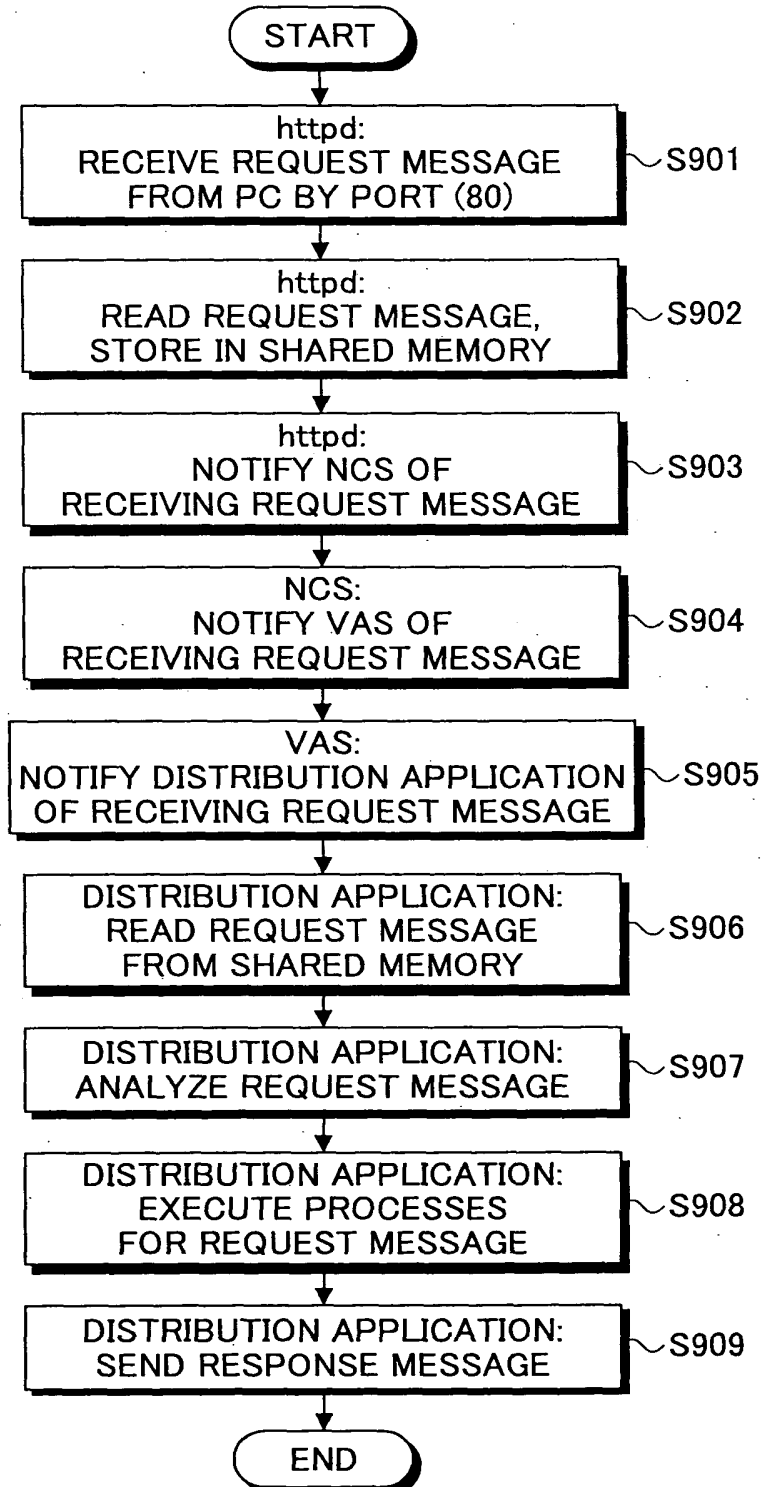 START
httpd:
RECEIVE REQUEST MESSAGE
FROM PC BY PORT (80)
S901
httpd:
READ REQUEST MESSAGE,
STORE IN SHARED MEMORY
S902
httpd:
NOTIFY NCS OF
RECEIVING REQUEST MESSAGE
S903
NCS:
NOTIFY VAS OF
RECEIVING REQUEST MESSAGE
S904
VAS:
NOTIFY DISTRIBUTION APPLICATION
OF RECEIVING REQUEST MESSAGE
S905
DISTRIBUTION APPLICATION:
READ REQUEST MESSAGE
FROM SHARED MEMORY
S906
DISTRIBUTION APPLICATION:
ANALYZE REQUEST MESSAGE
S907
DISTRIBUTION APPLICATION:
EXECUTE PROCESSES
FOR REQUEST MESSAGE
S908
DISTRIBUTION APPLICATION:
SEND RESPONSE MESSAGE
S909
END